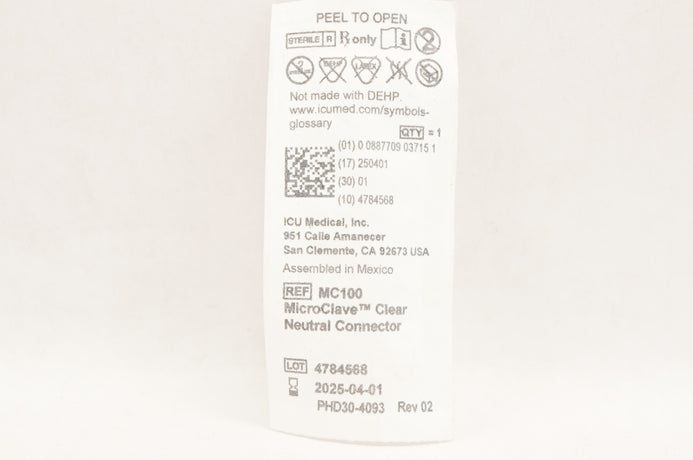 PEEL TO OPEN
STERILE R Rx only
Not made with DEHP.
www.icumed.com/symbols-
glossary
QTY = 1
(01) 0 0887709 03715 1
(17) 250401
(30) 01
(10) 4784568
ICU Medical, Inc.
951 Calle Amanecer
San Clemente, CA 92673 USA
Assembled in Mexico
REF MC100
MicroClave™ Clear
Neutral Connector
LOT 4784568
2025-04-01
PHD30-4093 Rev 02